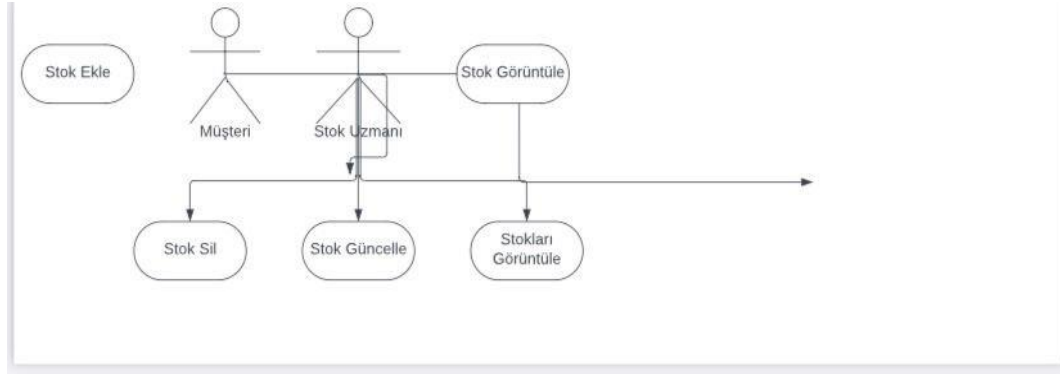 Stok Ekle
Stok Görüntüle
Müşteri
Stok Uzmanı
Stok Sil
Stok Güncelle
Stokları
Görüntüle